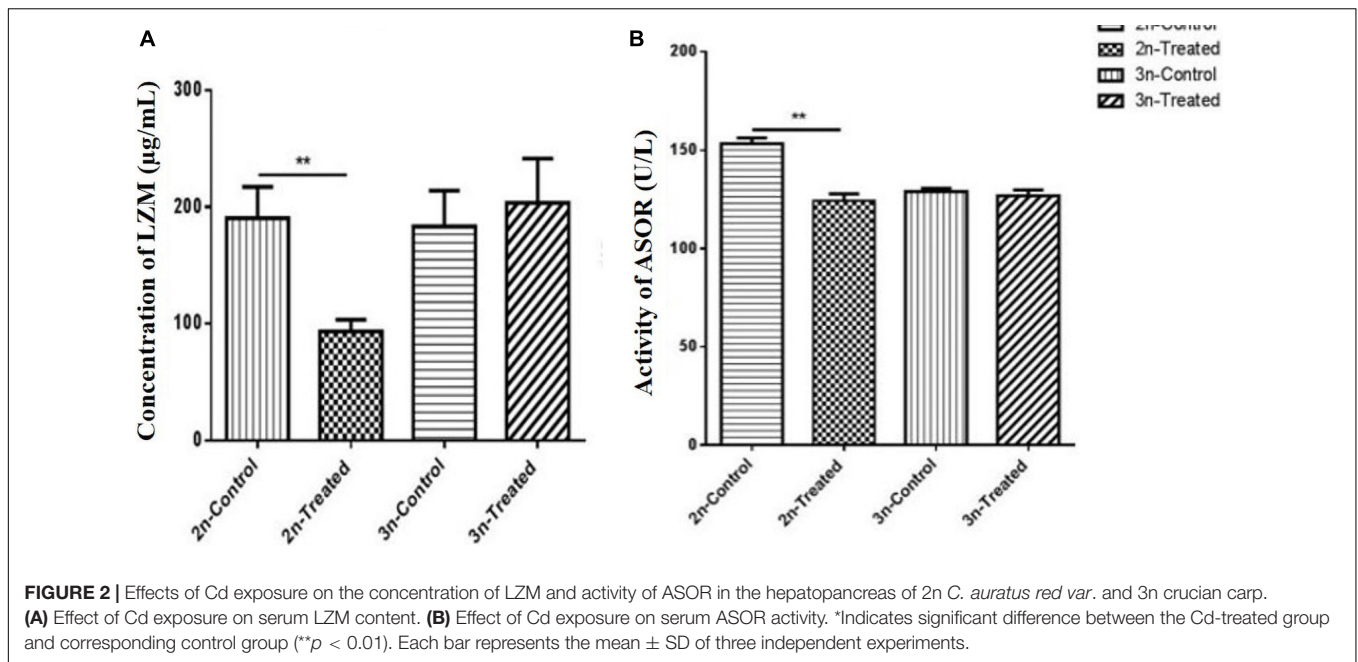 A
Concentration of LZM (µg/mL)
300
200
100
0
**
2n-Control
2n-Treated
3n-Control
3n-Treated
B
Activity of ASOR (U/L)
200
150
100
50
0
**
2n-Control
2n-Treated
3n-Control
3n-Treated
2n-Control
2n-Treated
3n-Control
3n-Treated
FIGURE 2 | Effects of Cd exposure on the concentration of LZM and activity of ASOR in the hepatopancreas of 2n C. auratus red var. and 3n crucian carp.
(A) Effect of Cd exposure on serum LZM content. (B) Effect of Cd exposure on serum ASOR activity. *Indicates significant difference between the Cd-treated group
and corresponding control group (**p < 0.01). Each bar represents the mean ± SD of three independent experiments.